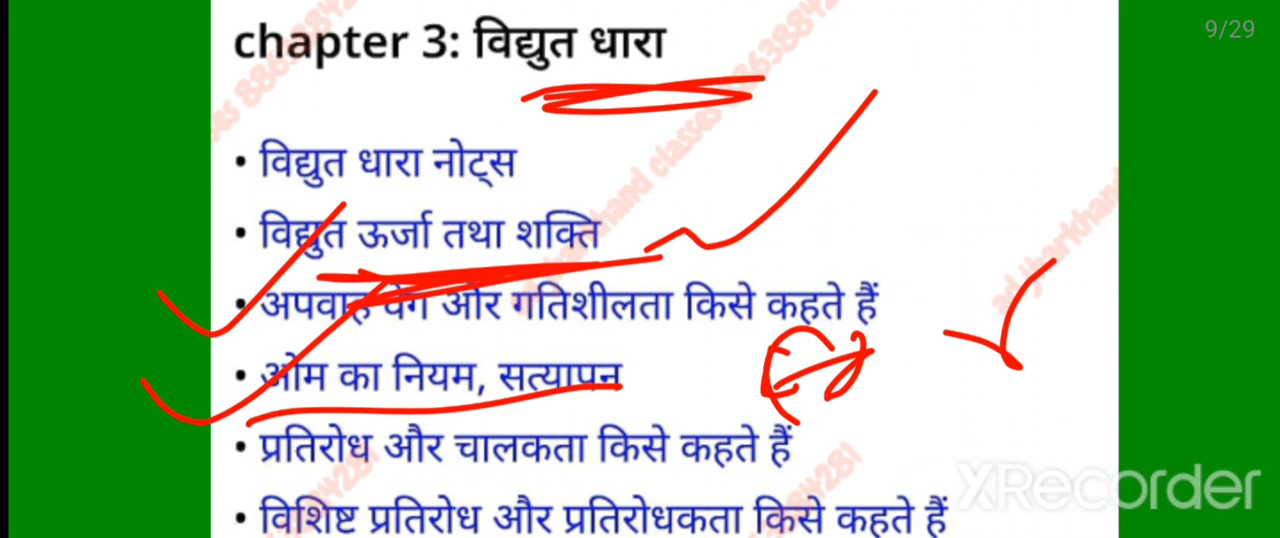 9/29
chapter 3: विद्युत धारा
• विद्युत धारा नोट्स
• विद्युत ऊर्जा तथा शक्ति
• अपवाह वेग और गतिशीलता किसे कहते हैं
• ओम का नियम, सत्यापन
• प्रतिरोध और चालकता किसे कहते हैं
• विशिष्ट प्रतिरोध और प्रतिरोधकता किसे कहते हैं
XRecorder